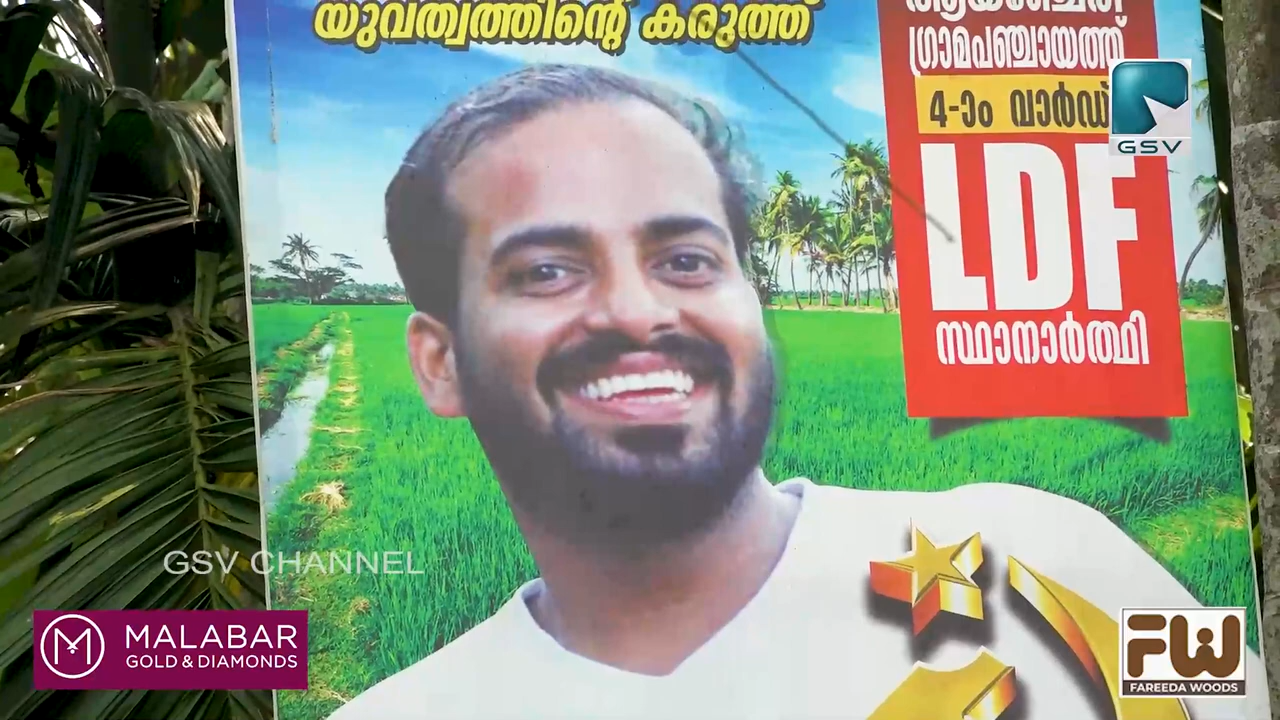 യുവത്വത്തിന്റെ കരുത്ത്
ഗ്രാമപഞ്ചായത്ത്
4-ാം വാർഡ്
LDF
സ്ഥാനാർത്ഥി
GSV
GSV CHANNEL
MALABAR
GOLD & DIAMONDS
FW
FAREEDA WOODS